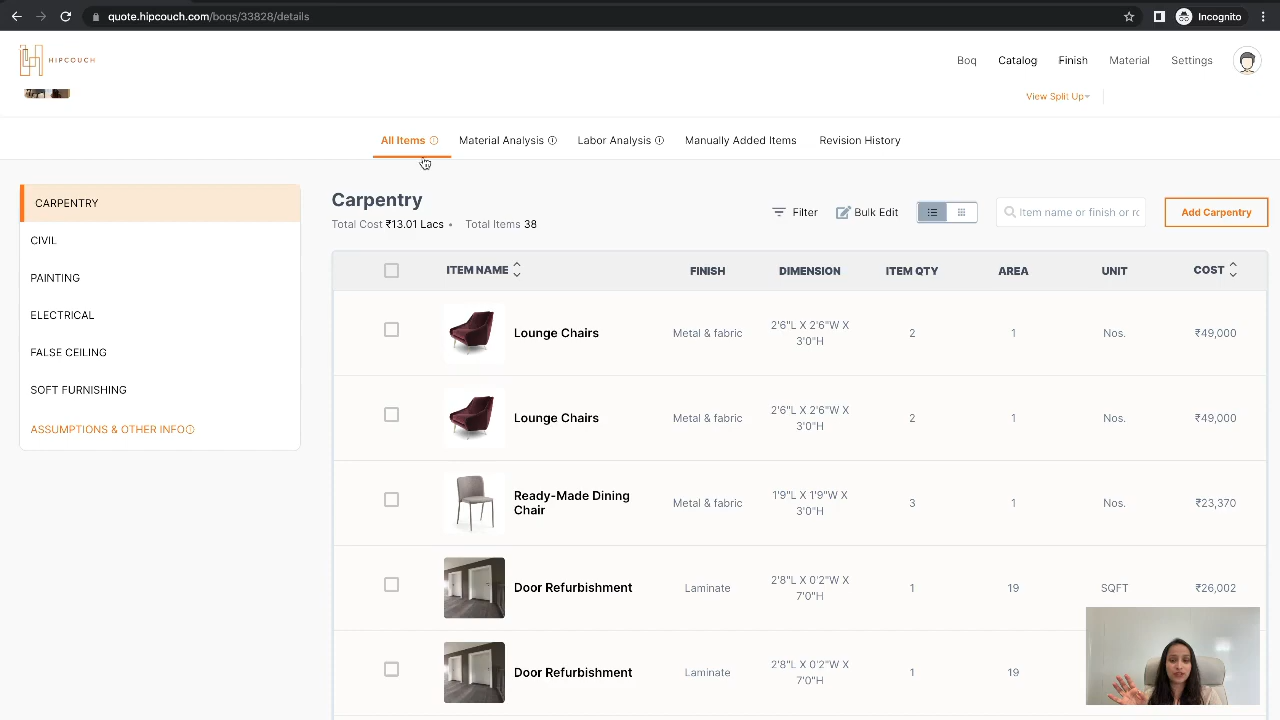 quote.hipcouch.com/boqs/33828/details
Incognito
HIPCOUCH
Boq
Catalog
Finish
Material
Settings
View Split Up
All Items
Material Analysis
Labor Analysis
Manually Added Items
Revision History
CARPENTRY
CIVIL
PAINTING
ELECTRICAL
FALSE CEILING
SOFT FURNISHING
ASSUMPTIONS & OTHER INFO
Carpentry
Total Cost ₹13.01 Lacs • Total Items 38
Filter
Bulk Edit
Item name or finish or ro
Add Carpentry
ITEM NAME FINISH DIMENSION ITEM QTY AREA UNIT COST
Lounge Chairs Metal & fabric 2'6"L X 2'6"W X 3'0"H 2 1 Nos. ₹49,000
Lounge Chairs Metal & fabric 2'6"L X 2'6"W X 3'0"H 2 1 Nos. ₹49,000
Ready-Made Dining Chair Metal & fabric 1'9"L X 1'9"W X 3'0"H 3 1 Nos. ₹23,370
Door Refurbishment Laminate 2'8"L X 0'2"W X 7'0"H 1 19 SQFT ₹26,002
Door Refurbishment Laminate 2'8"L X 0'2"W X 7'0"H 1 19